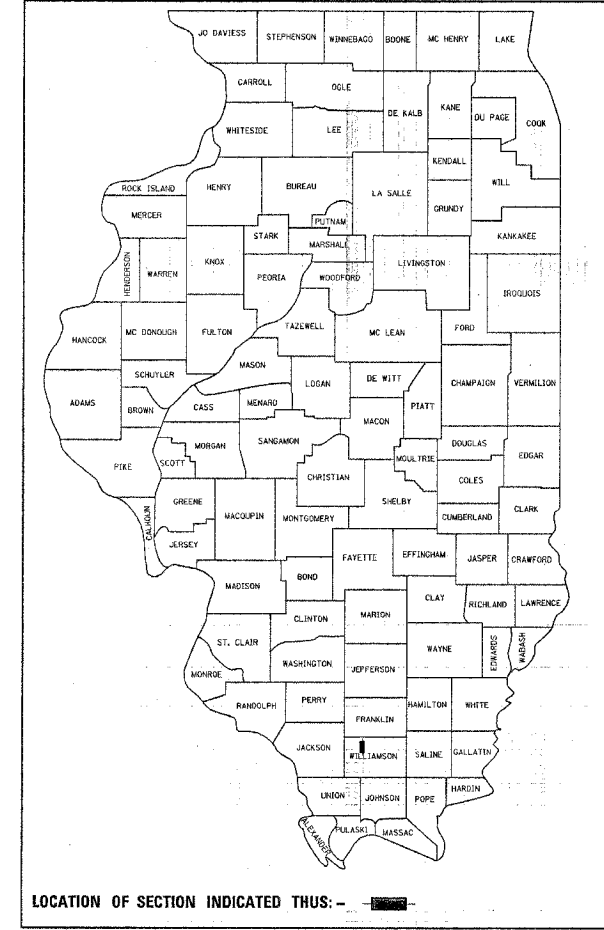 JO DAVIESS STEPHENSON WINNEBAGO BOONE MC HENRY LAKE
CARROLL OGLE DE KALB KANE DU PAGE COOK
WHITESIDE LEE
KENDALL WILL
ROCK ISLAND HENRY BUREAU LA SALLE GRUNDY
MERCER PUTNAM
STARK MARSHALL KANKAKEE
HENDERSON WARREN KNOX PEORIA WOODFORD LIVINGSTON IROQUOIS
HANCOCK MC DONOUGH FULTON TAZEWELL MC LEAN FORD
SCHUYLER MASON LOGAN DE WITT CHAMPAIGN VERMILION
ADAMS BROWN CASS MENARD PIATT
MACON
MORGAN SANGAMON DOUGLAS
PIKE SCOTT CHRISTIAN MOULTRIE COLES EDGAR
GREENE SHELBY
CALHOUN MACOUPIN MONTGOMERY CUMBERLAND CLARK
JERSEY FAYETTE EFFINGHAM JASPER CRAWFORD
MADISON BOND CLAY RICHLAND LAWRENCE
CLINTON MARION
ST. CLAIR WAYNE EDWARDS WABASH
WASHINGTON JEFFERSON
MONROE
RANDOLPH PERRY HAMILTON WHITE
FRANKLIN
JACKSON WILLIAMSON SALINE GALLATIN
UNION JOHNSON POPE HARDIN
ALEXANDER PULASKI MASSAC
LOCATION OF SECTION INDICATED THUS: -